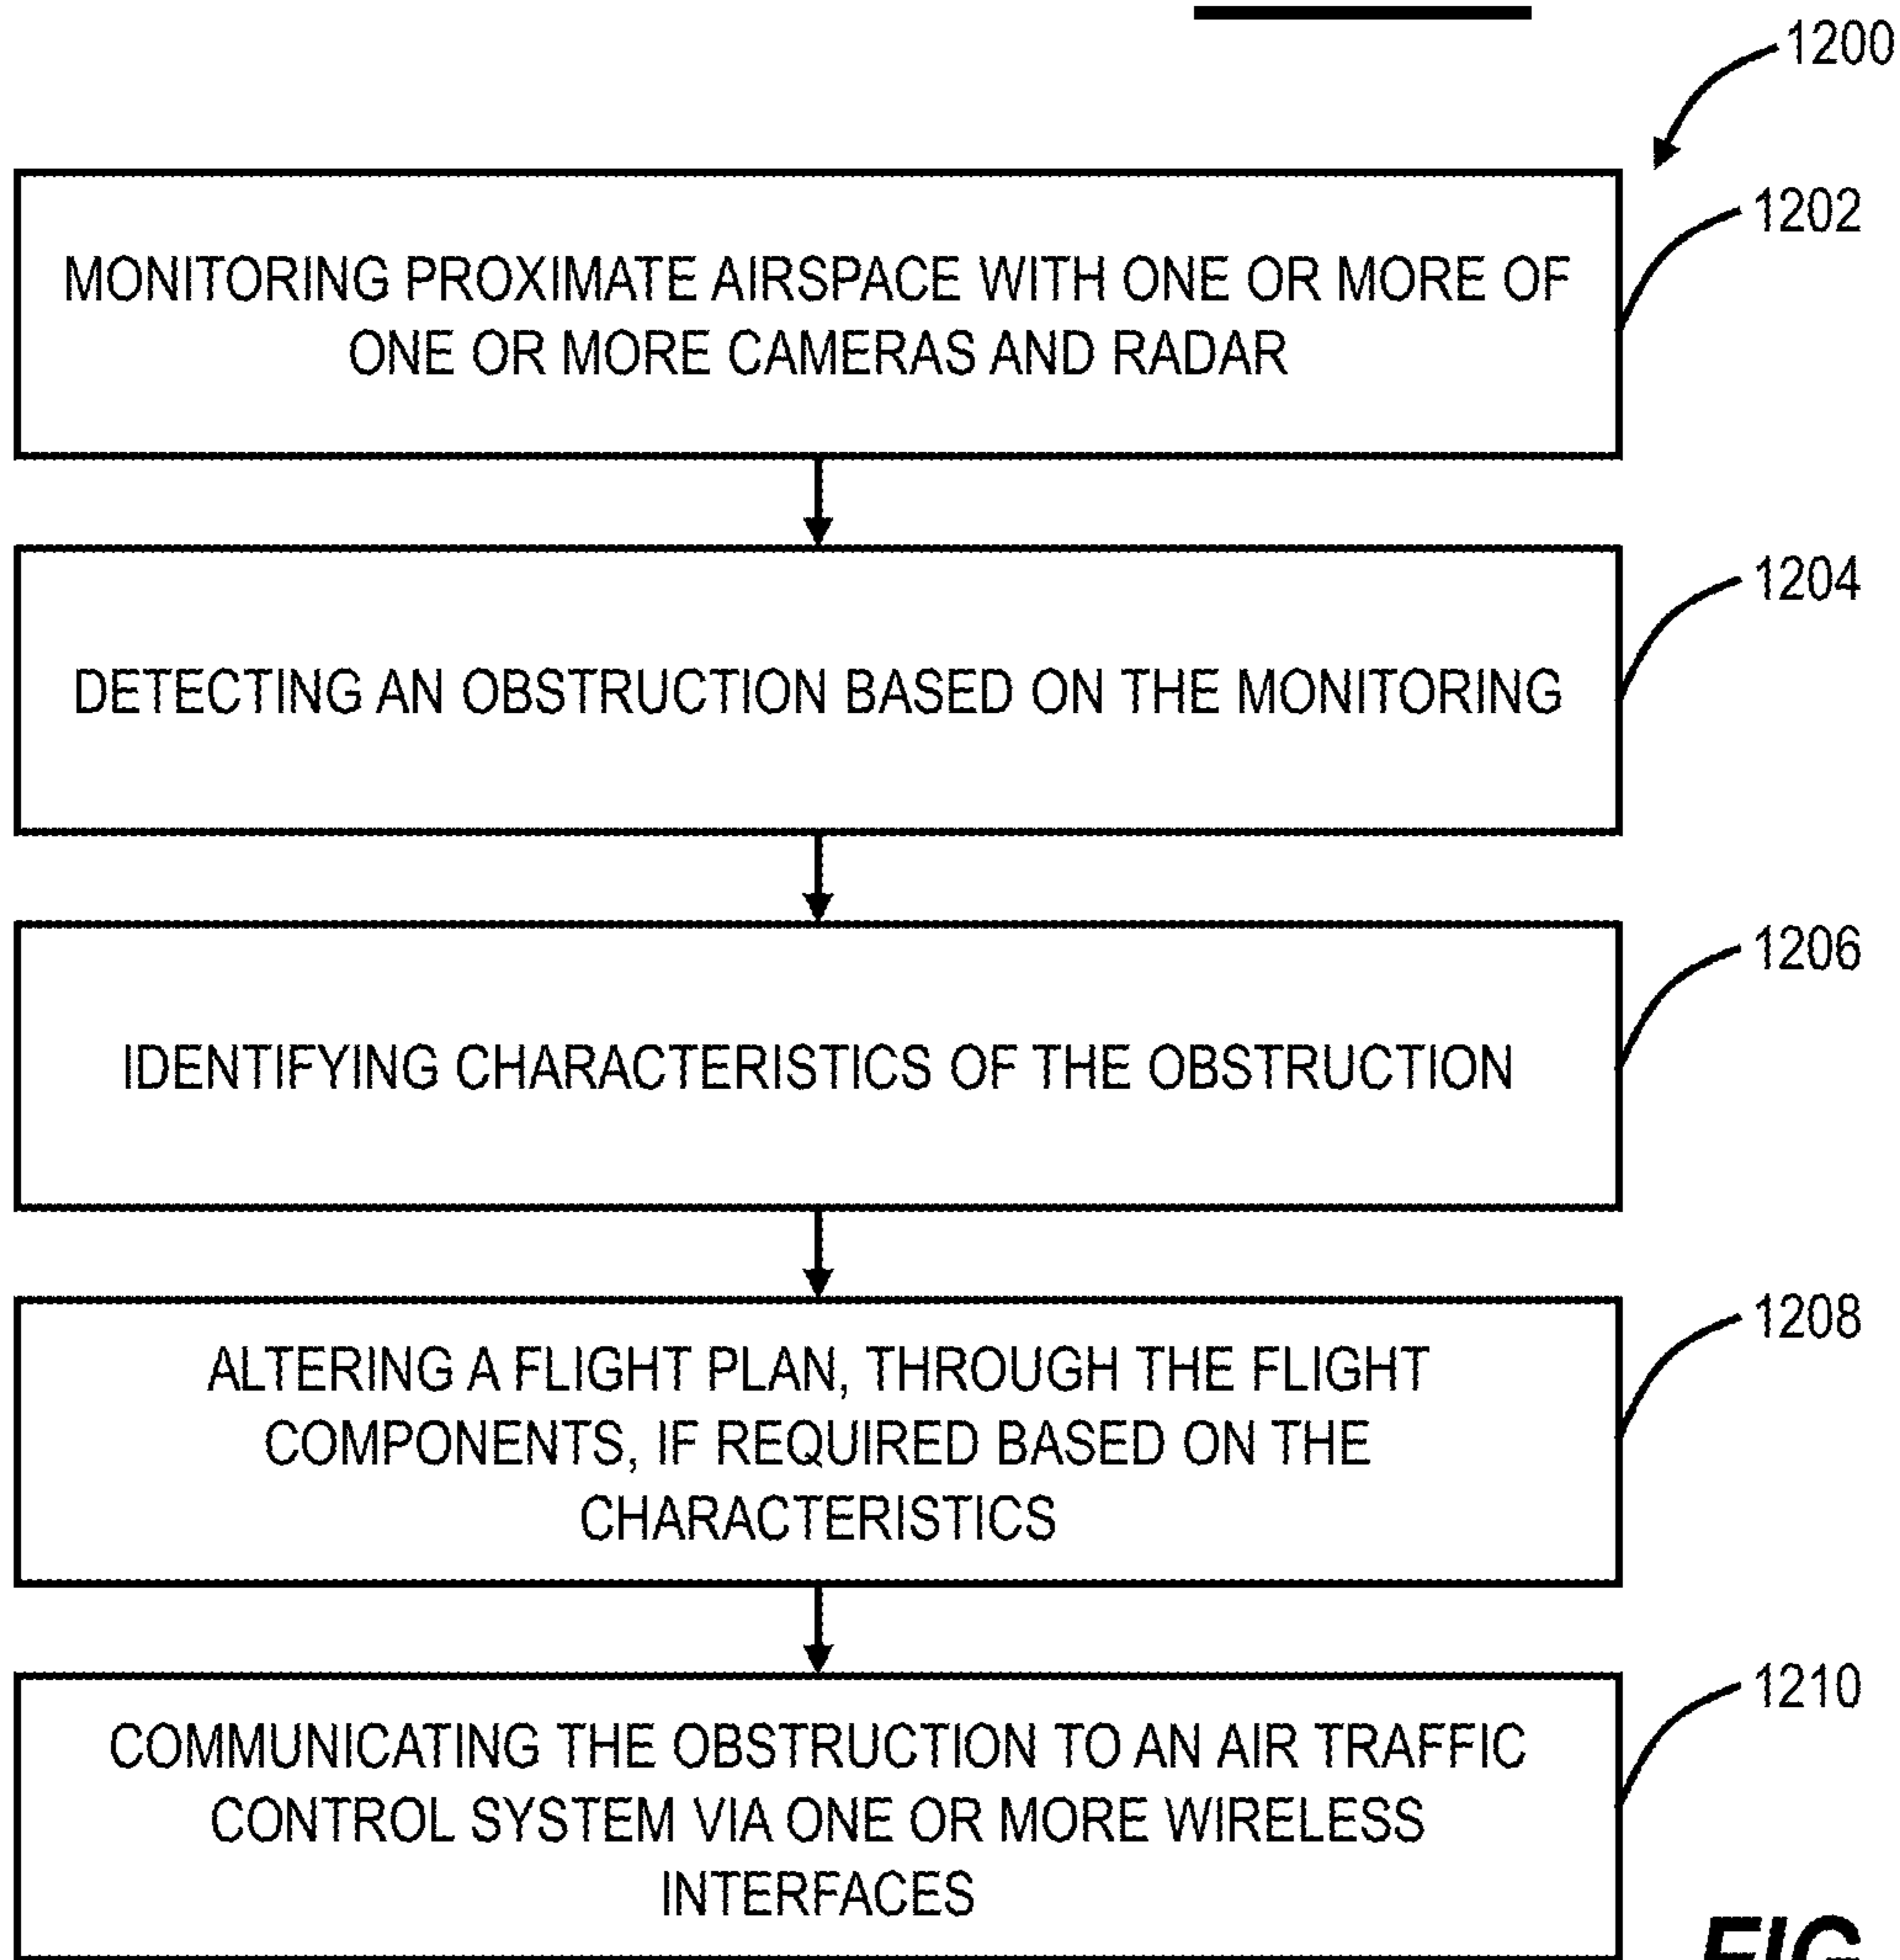 1200
1202
MONITORING PROXIMATE AIRSPACE WITH ONE OR MORE OF
ONE OR MORE CAMERAS AND RADAR
1204
DETECTING AN OBSTRUCTION BASED ON THE MONITORING
1206
IDENTIFYING CHARACTERISTICS OF THE OBSTRUCTION
1208
ALTERING A FLIGHT PLAN, THROUGH THE FLIGHT
COMPONENTS, IF REQUIRED BASED ON THE
CHARACTERISTICS
1210
COMMUNICATING THE OBSTRUCTION TO AN AIR TRAFFIC
CONTROL SYSTEM VIA ONE OR MORE WIRELESS
INTERFACES
FIG